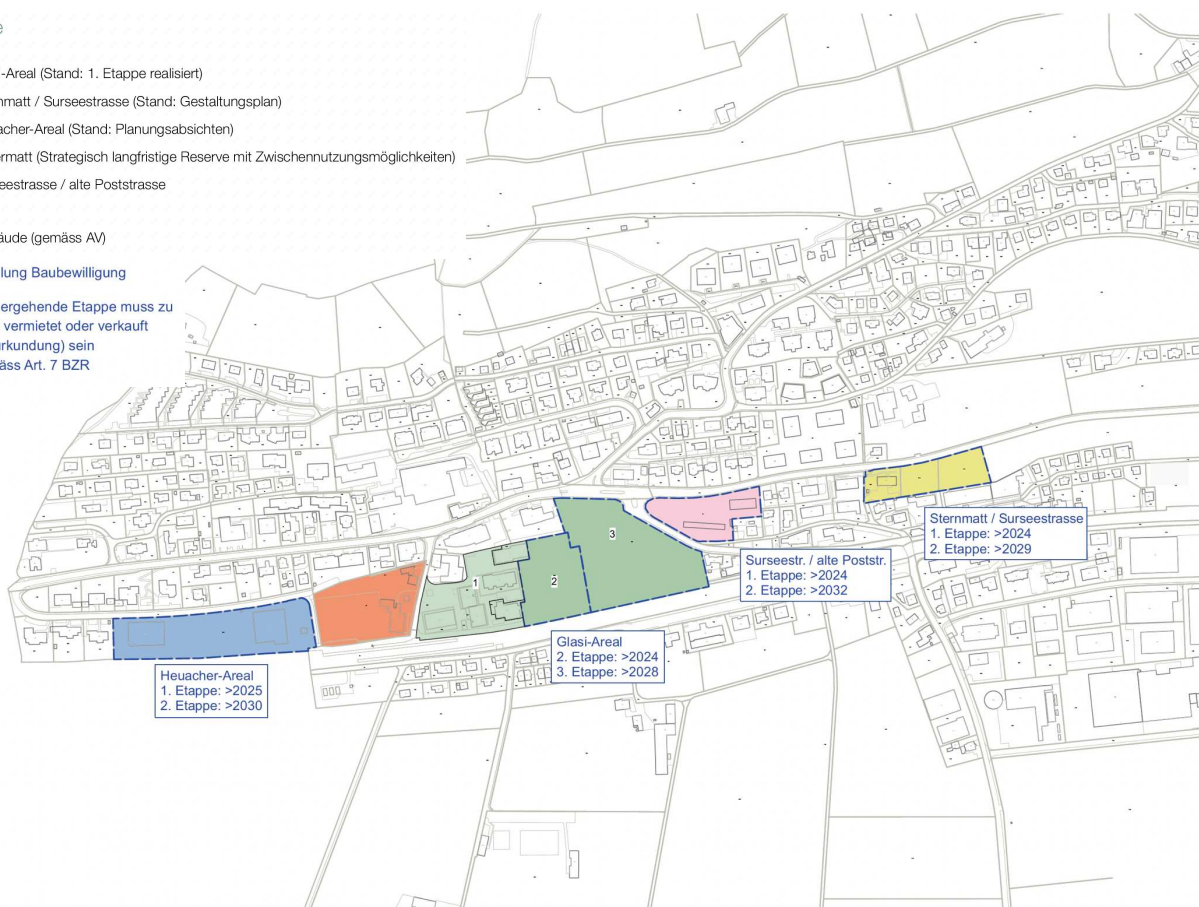 e
-Areal (Stand: 1. Etappe realisiert)
nmatt / Surseestrasse (Stand: Gestaltungsplan)
acher-Areal (Stand: Planungsabsichten)
ermatt (Strategisch langfristige Reserve mit Zwischennutzungsmöglichkeiten)
eestrasse / alte Poststrasse
äude (gemäss AV)
lung Baubewilligung
ergehende Etappe muss zu
vermietet oder verkauft
urkundung) sein
äss Art. 7 BZR
3
1
2
Sternmatt / Surseestrasse
1. Etappe: >2024
2. Etappe: >2029
Surseestr. / alte Poststr.
1. Etappe: >2024
2. Etappe: >2032
Glasi-Areal
2. Etappe: >2024
3. Etappe: >2028
Heuacher-Areal
1. Etappe: >2025
2. Etappe: >2030